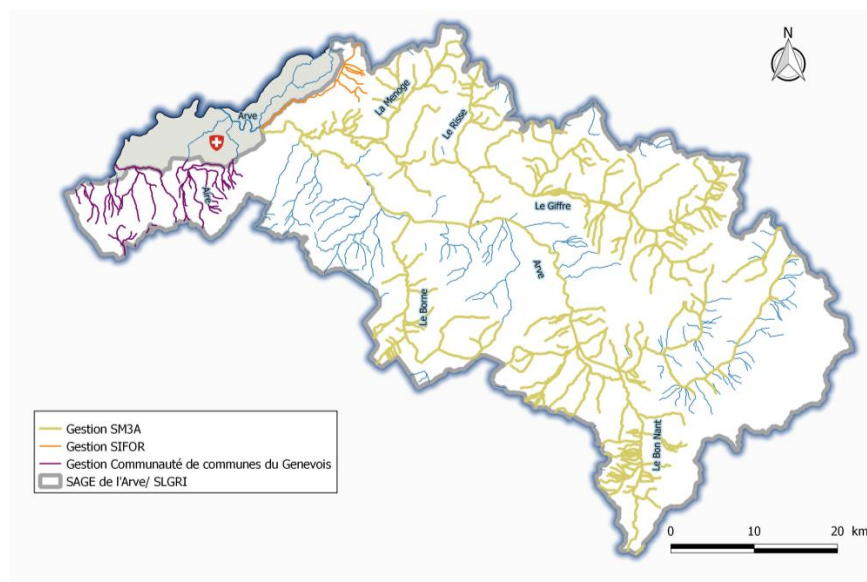 N
Arve
La Menoge
Le Risse
Aire
Le Giffre
Arve
Le Borne
Le Bon Nant
Gestion SM3A
Gestion SIFOR
Gestion Communauté de communes du Genevois
SAGE de l'Arve/ SLGRI
0 10 20 km